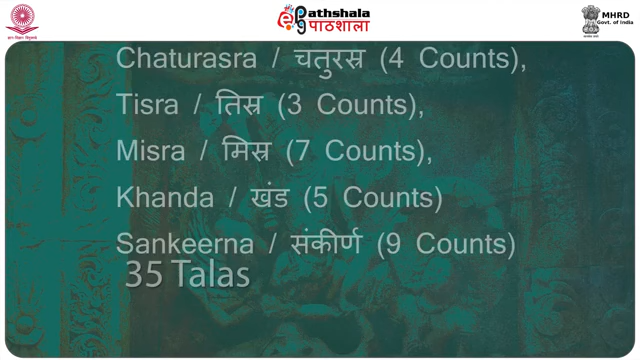 Pathshala
पाठशाला
MHRD
Govt. of India
Chaturasra / चतुरस्र (4 Counts),
Tisra / तिस्र (3 Counts),
Misra / मिस्र (7 Counts),
Khanda / खंड (5 Counts)
Sankeerna / संकीर्ण (9 Counts)
35 Talas